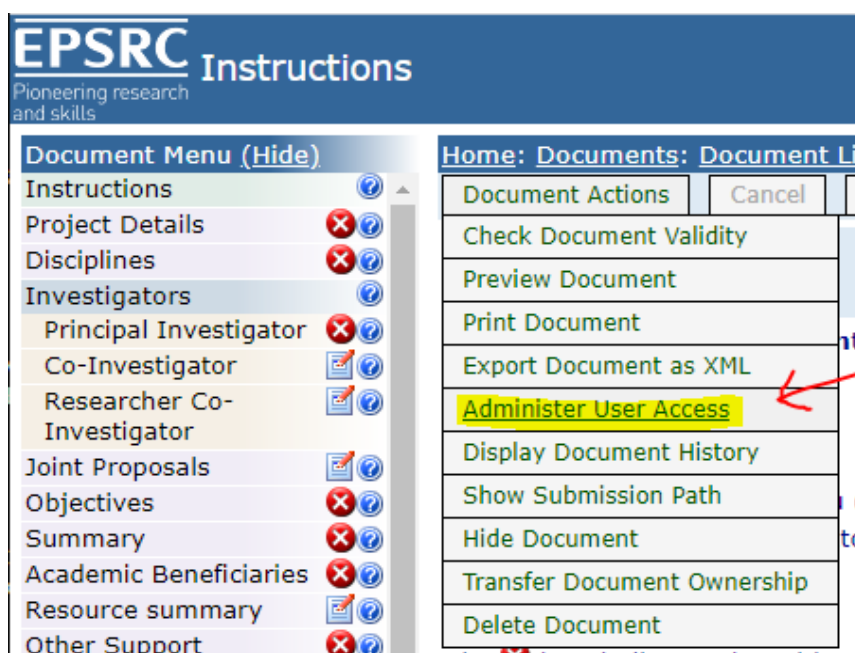 EPSRC
Instructions
Pioneering research
and skills
Document Menu (Hide)
Instructions
Project Details
Disciplines
Investigators
Principal Investigator
Co-Investigator
Researcher Co-
Investigator
Joint Proposals
Objectives
Summary
Academic Beneficiaries
Resource summary
Other Support
Home: Documents: Document
Document Actions
Cancel
Check Document Validity
Preview Document
Print Document
Export Document as XML
Administer User Access
Display Document History
Show Submission Path
Hide Document
Transfer Document Ownership
Delete Document